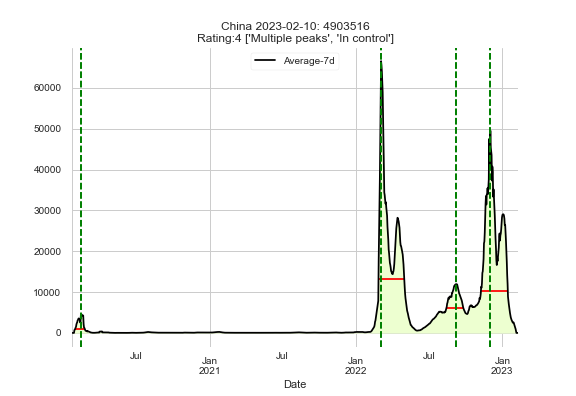 China 2023-02-10: 4903516
Rating:4 ['Multiple peaks', 'In control']
Average-7d
60000
50000
40000
30000
20000
10000
0
Jul
Jan
2021
Jul
Jan
2022
Jul
Jan
2023
Date